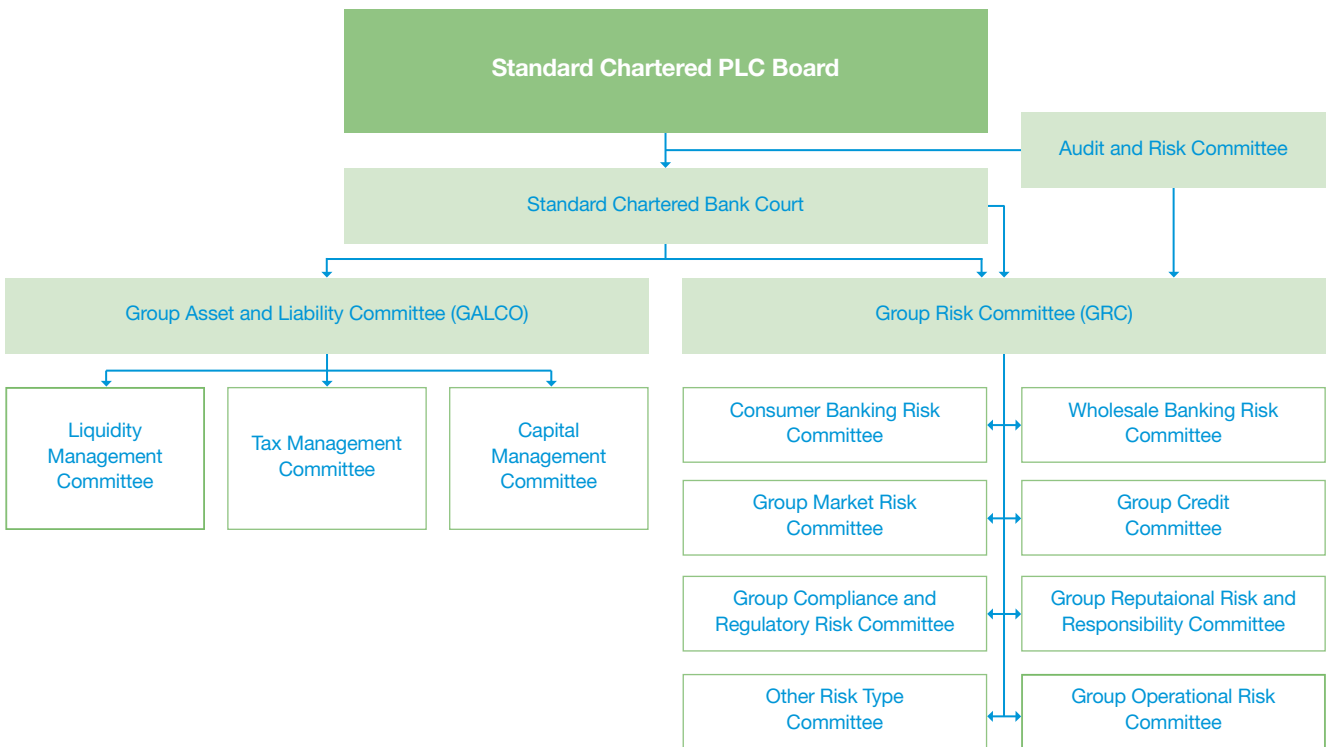 Standard Chartered PLC Board
Audit and Risk Committee
Standard Chartered Bank Court
Group Asset and Liability Committee (GALCO)
Group Risk Committee (GRC)
Liquidity
Management
Committee
Tax Management
Committee
Capital
Management
Committee
Consumer Banking Risk
Committee
Wholesale Banking Risk
Committee
Group Market Risk
Committee
Group Credit
Committee
Group Compliance and
Regulatory Risk Committee
Group Reputaional Risk and
Responsibility Committee
Other Risk Type
Committee
Group Operational Risk
Committee